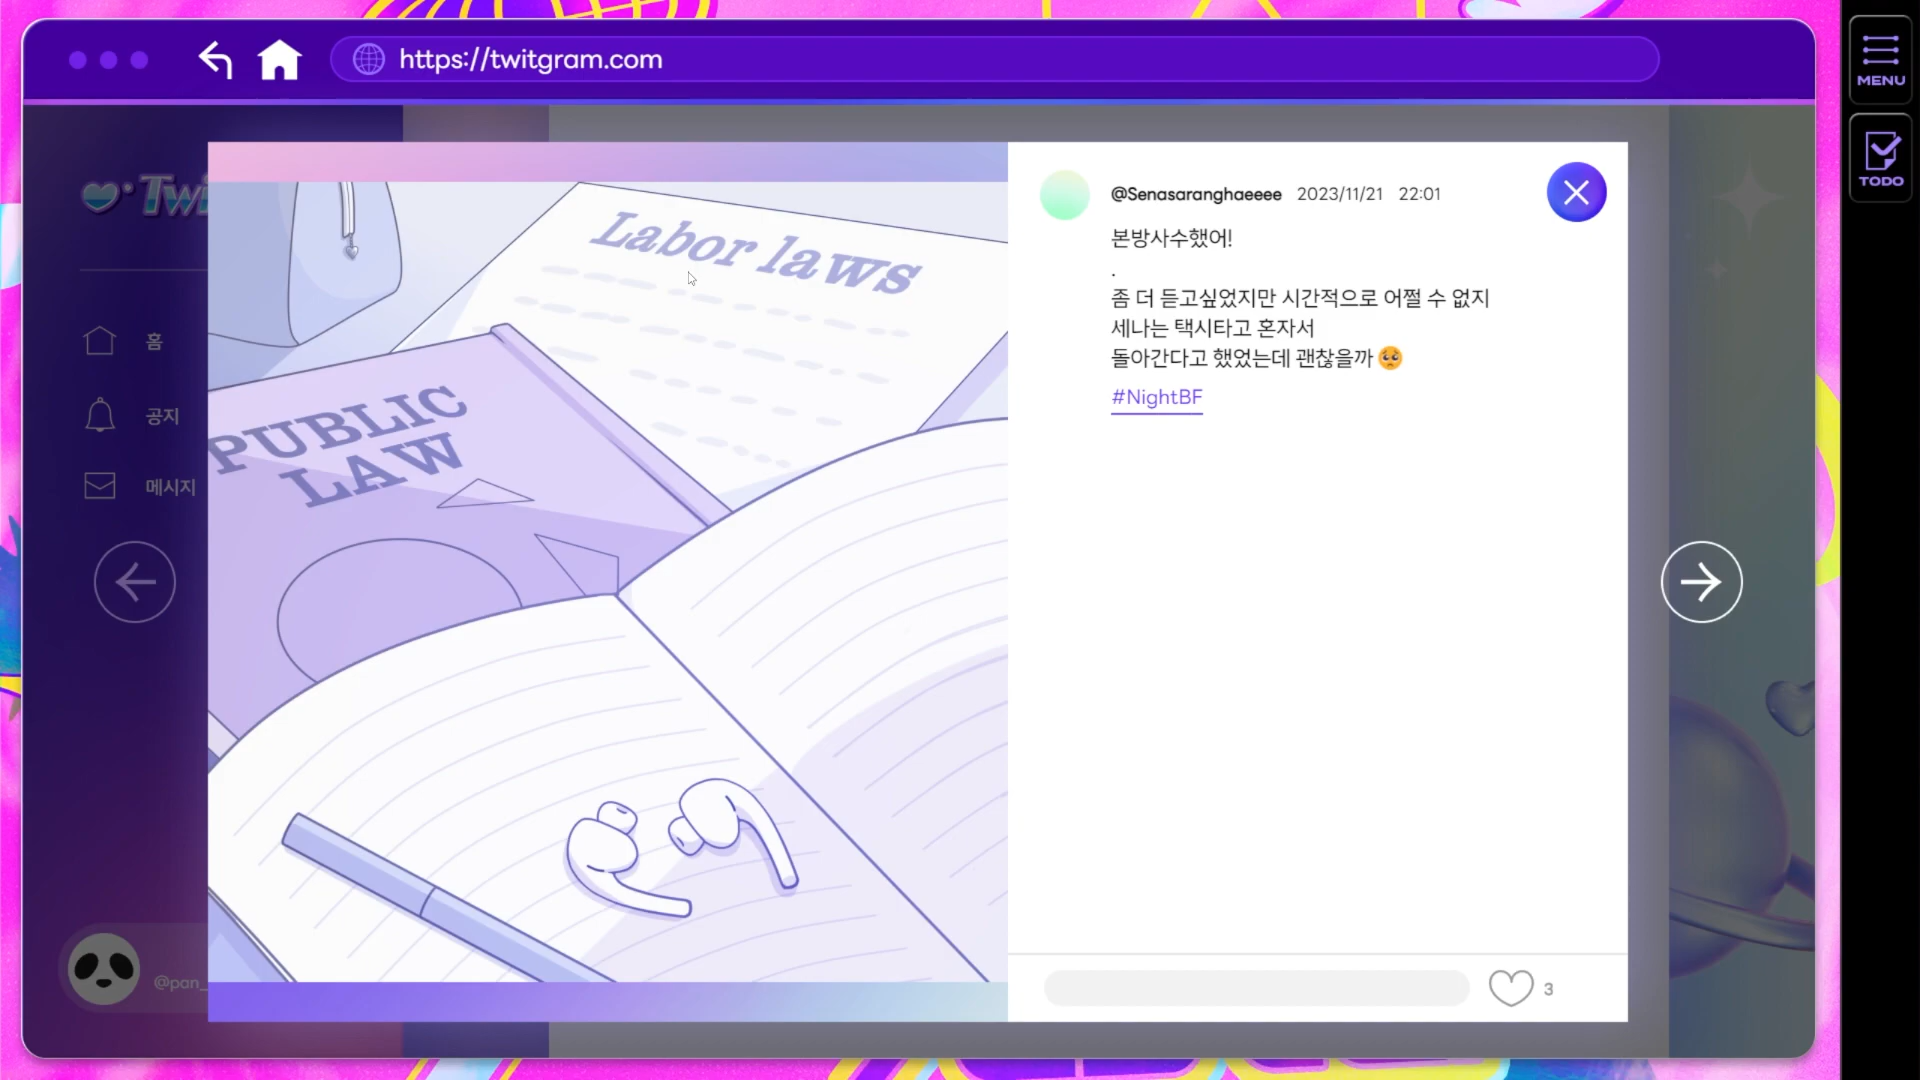 https://twitgram.com
MENU
TODO
Twi
홈
공지
메시지
@pan_
Labor laws
PUBLIC
LAW
@Senasaranghaeeee 2023/11/21 22:01
본방사수했어!
.
좀 더 듣고싶었지만 시간적으로 어쩔 수 없지
세나는 택시타고 혼자서
돌아간다고 했었는데 괜찮을까 🥺
#NightBF
3